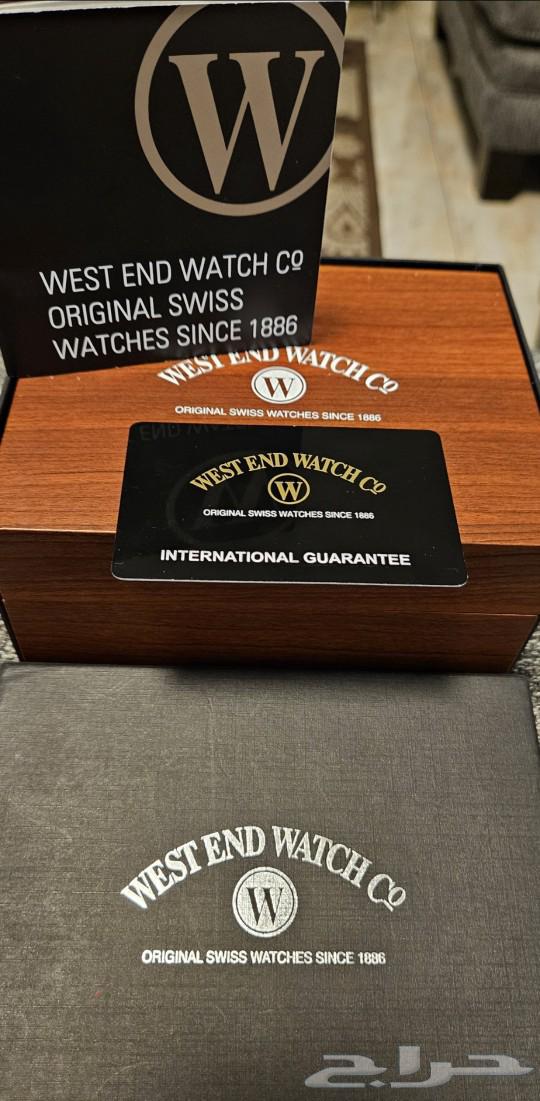 W
WEST END WATCH Cº
ORIGINAL SWISS
WATCHES SINCE 1886
WEST END WATCH Cº
W
ORIGINAL SWISS WATCHES SINCE 1886
WEST END WATCH Cº
W
ORIGINAL SWISS WATCHES SINCE 1886
INTERNATIONAL GUARANTEE
WEST END WATCH Cº
W
ORIGINAL SWISS WATCHES SINCE 1886
حراج